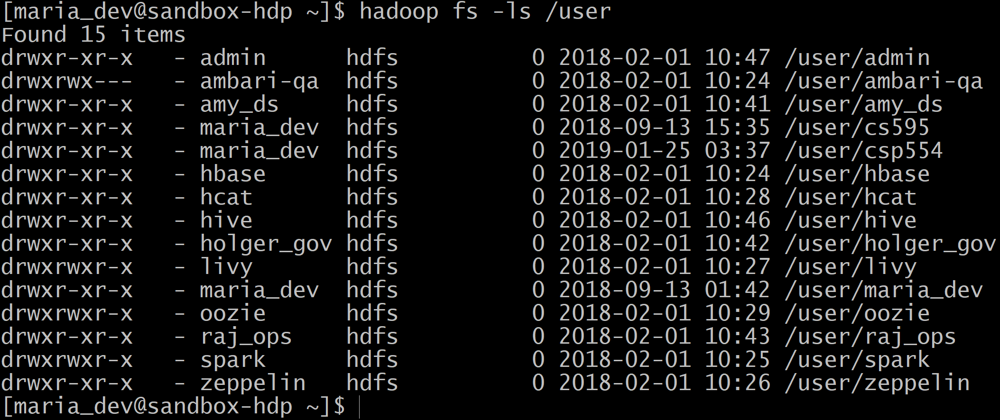 [maria_dev@sandbox-hdp ~]$ hadoop fs -ls /user
Found 15 items
drwxr-xr-x   - admin      hdfs          0 2018-02-01 10:47 /user/admin
drwxrwx---   - ambari-qa  hdfs          0 2018-02-01 10:24 /user/ambari-qa
drwxr-xr-x   - amy_ds     hdfs          0 2018-02-01 10:41 /user/amy_ds
drwxr-xr-x   - maria_dev  hdfs          0 2018-09-13 15:35 /user/cs595
drwxr-xr-x   - maria_dev  hdfs          0 2019-01-25 03:37 /user/csp554
drwxr-xr-x   - hbase      hdfs          0 2018-02-01 10:24 /user/hbase
drwxr-xr-x   - hcat       hdfs          0 2018-02-01 10:28 /user/hcat
drwxr-xr-x   - hive       hdfs          0 2018-02-01 10:46 /user/hive
drwxr-xr-x   - holger_gov hdfs          0 2018-02-01 10:42 /user/holger_gov
drwxrwxr-x   - livy       hdfs          0 2018-02-01 10:27 /user/livy
drwxr-xr-x   - maria_dev  hdfs          0 2018-09-13 01:42 /user/maria_dev
drwxrwxr-x   - oozie      hdfs          0 2018-02-01 10:29 /user/oozie
drwxr-xr-x   - raj_ops    hdfs          0 2018-02-01 10:43 /user/raj_ops
drwxrwxr-x   - spark      hdfs          0 2018-02-01 10:25 /user/spark
drwxr-xr-x   - zeppelin   hdfs          0 2018-02-01 10:26 /user/zeppelin
[maria_dev@sandbox-hdp ~]$